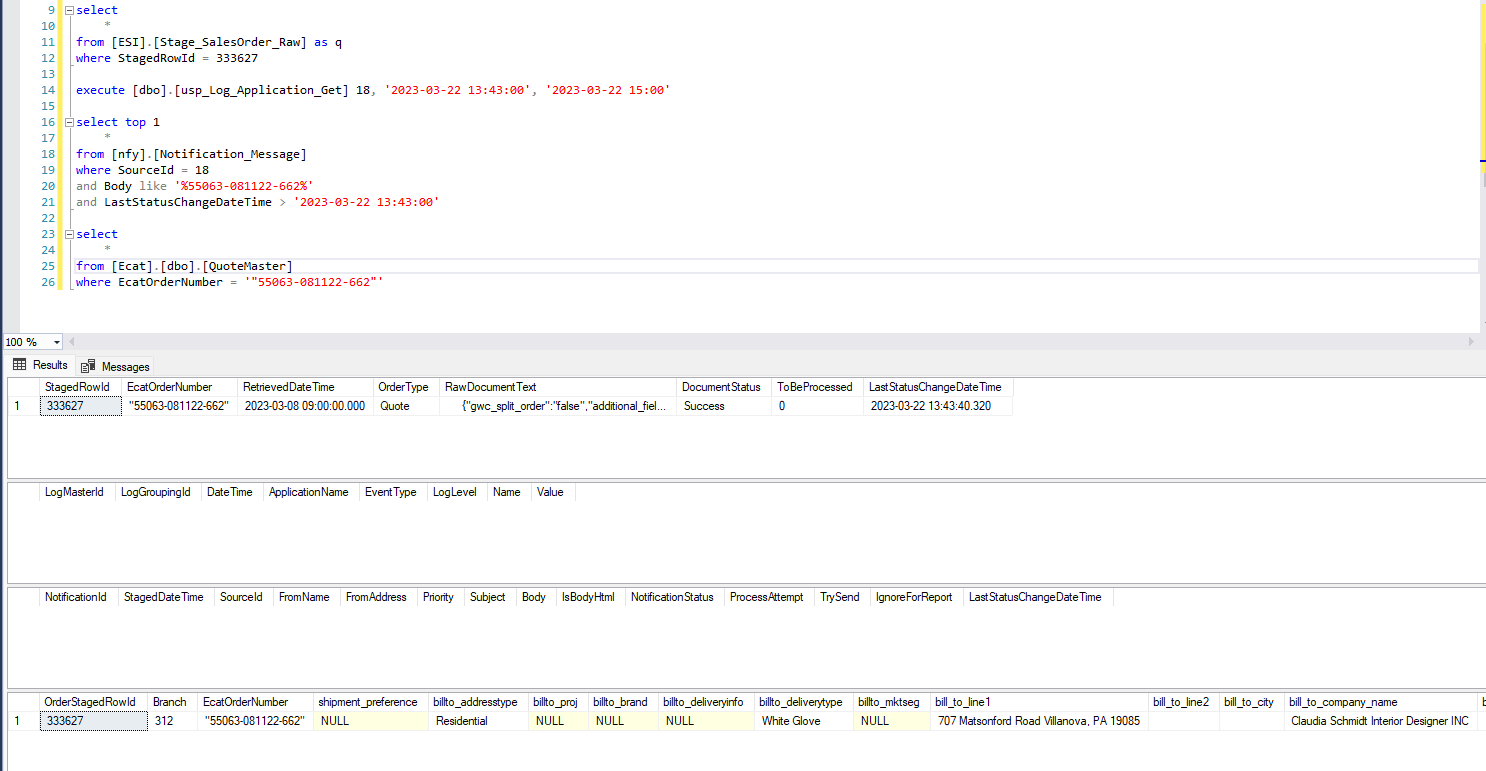 9 select
10 *
11 from [ESI].[Stage_SalesOrder_Raw] as q
12 where StagedRowId = 333627
13
14 execute [dbo].[usp_Log_Application_Get] 18, '2023-03-22 13:43:00', '2023-03-22 15:00'
15
16 select top 1
17 *
18 from [nfy].[Notification_Message]
19 where SourceId = 18
20 and Body like '%55063-081122-662%'
21 and LastStatusChangeDateTime > '2023-03-22 13:43:00'
22
23 select
24 *
25 from [Ecat].[dbo].[QuoteMaster]
26 where EcatOrderNumber = '"55063-081122-662"'
100 %
Results Messages
StagedRowId EcatOrderNumber RetrievedDateTime OrderType RawDocumentText DocumentStatus ToBeProcessed LastStatusChangeDateTime
1 333627 "55063-081122-662" 2023-03-08 09:00:00.000 Quote {"gwc_split_order":"false","additional_fiel... Success 0 2023-03-22 13:43:40.320
LogMasterId LogGroupingId DateTime ApplicationName EventType LogLevel Name Value
NotificationId StagedDateTime SourceId FromName FromAddress Priority Subject Body IsBodyHtml NotificationStatus ProcessAttempt TrySend IgnoreForReport LastStatusChangeDateTime
OrderStagedRowId Branch EcatOrderNumber shipment_preference billto_addresstype billto_proj billto_brand billto_deliveryinfo billto_deliverytype billto_mktseg bill_to_line1 bill_to_line2 bill_to_city bill_to_company_name
1 333627 312 "55063-081122-662" NULL Residential NULL NULL NULL White Glove NULL 707 Matsonford Road Villanova, PA 19085 Claudia Schmidt Interior Designer INC